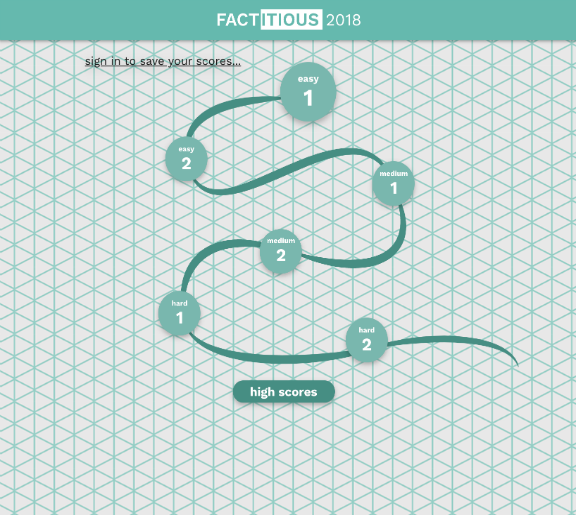 FACTITIOUS 2018
sign in to save your scores...
easy
1
easy
2
medium
1
medium
2
hard
1
hard
2
high scores